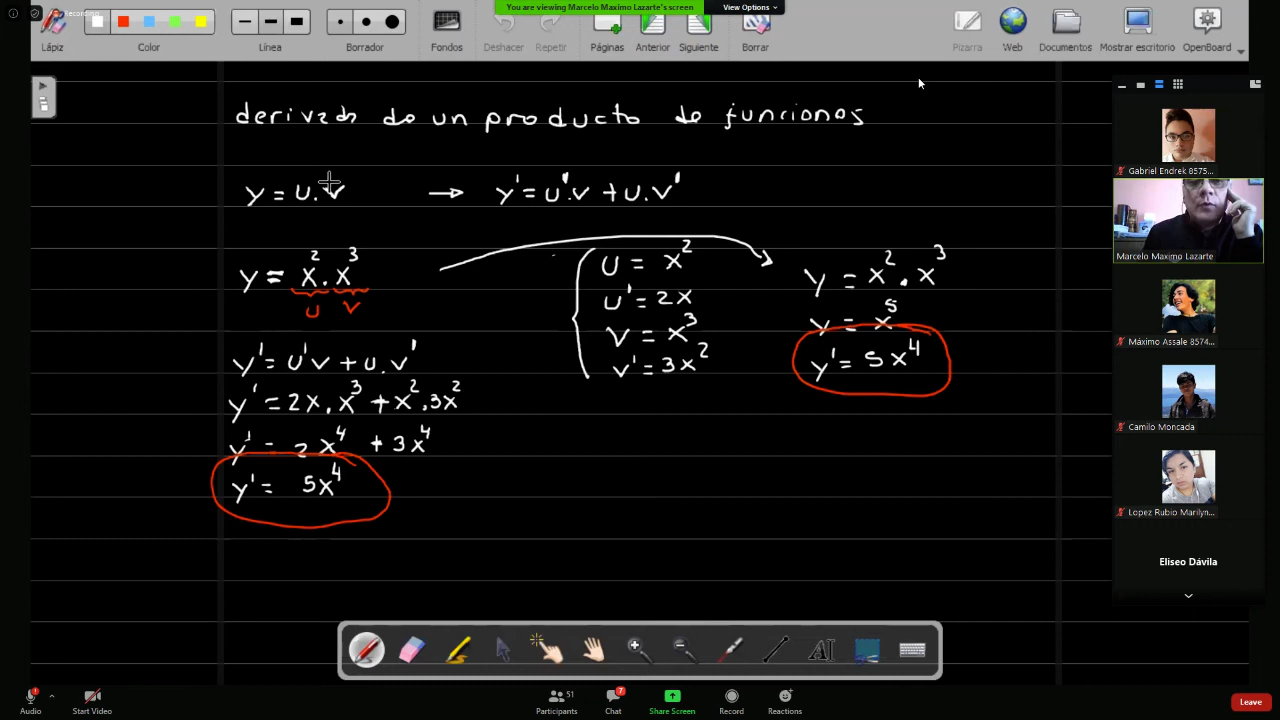 Recording
You are viewing Marcelo Maximo Lazarte's screen
View Options
Lápiz
Color
Línea
Borrador
Fondos
Deshacer
Repetir
Páginas
Anterior
Siguiente
Borrar
Pizarra
Web
Documentos
Mostrar escritorio
OpenBoard
derivada de un producto de funciones
y = u.v → y' = u'.v + u.v'
y = x².x³
u v
u = x²
u' = 2x
v = x³
v' = 3x²
y = x².x³
y = x⁵
y' = 5x⁴
y' = u'v + u.v'
y' = 2x.x³ + x².3x²
y' = 2x⁴ + 3x⁴
y' = 5x⁴
Gabriel Endrek 8575...
Marcelo Maximo Lazarte
Máximo Assale 8574...
Camilo Moncada
Lopez Rubio Marilyn...
Eliseo Dávila
AI
Audio
Start Video
51
Participants
7
Chat
Share Screen
Record
Reactions
Leave